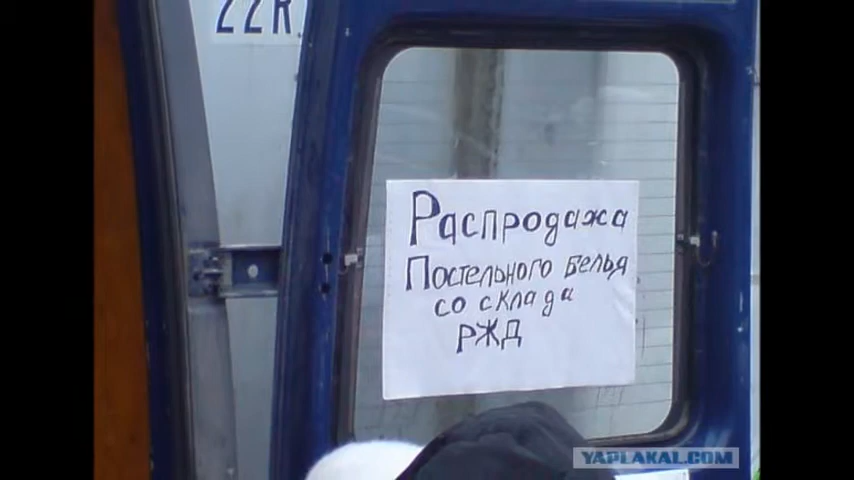 22R.
Распродажа
Постельного белья
со склада
РЖД
YAPLAKAL.COM